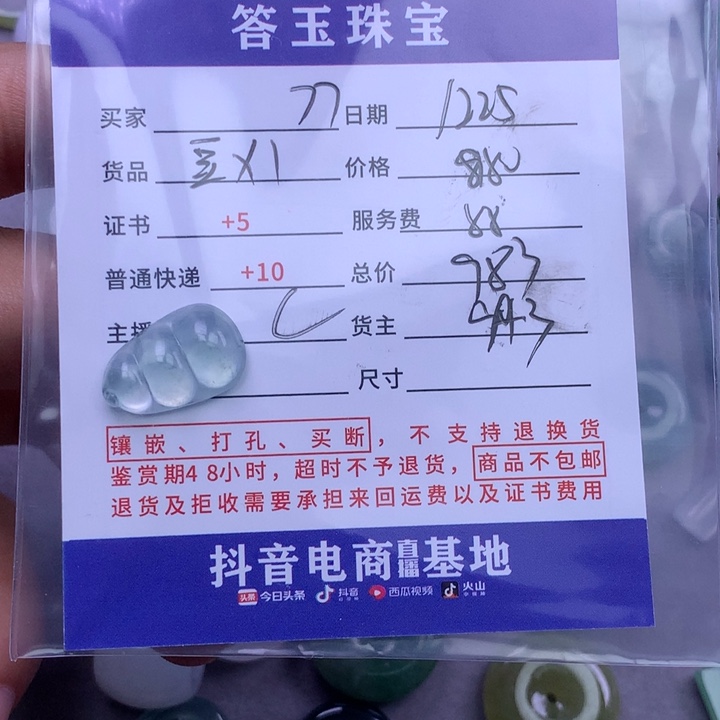 答玉珠宝
买家 刀 日期 1225
货品 豆X1 价格 880
证书 +5 服务费 88
普通快递 +10 总价 983
主播 货主
尺寸
镶嵌、打孔、买断，不支持退换货
鉴赏期48小时，超时不予退货，商品不包邮
退货及拒收需要承担来回运费以及证书费用
抖音电商直播基地
头条 今日头条 抖音 西瓜视频 火山